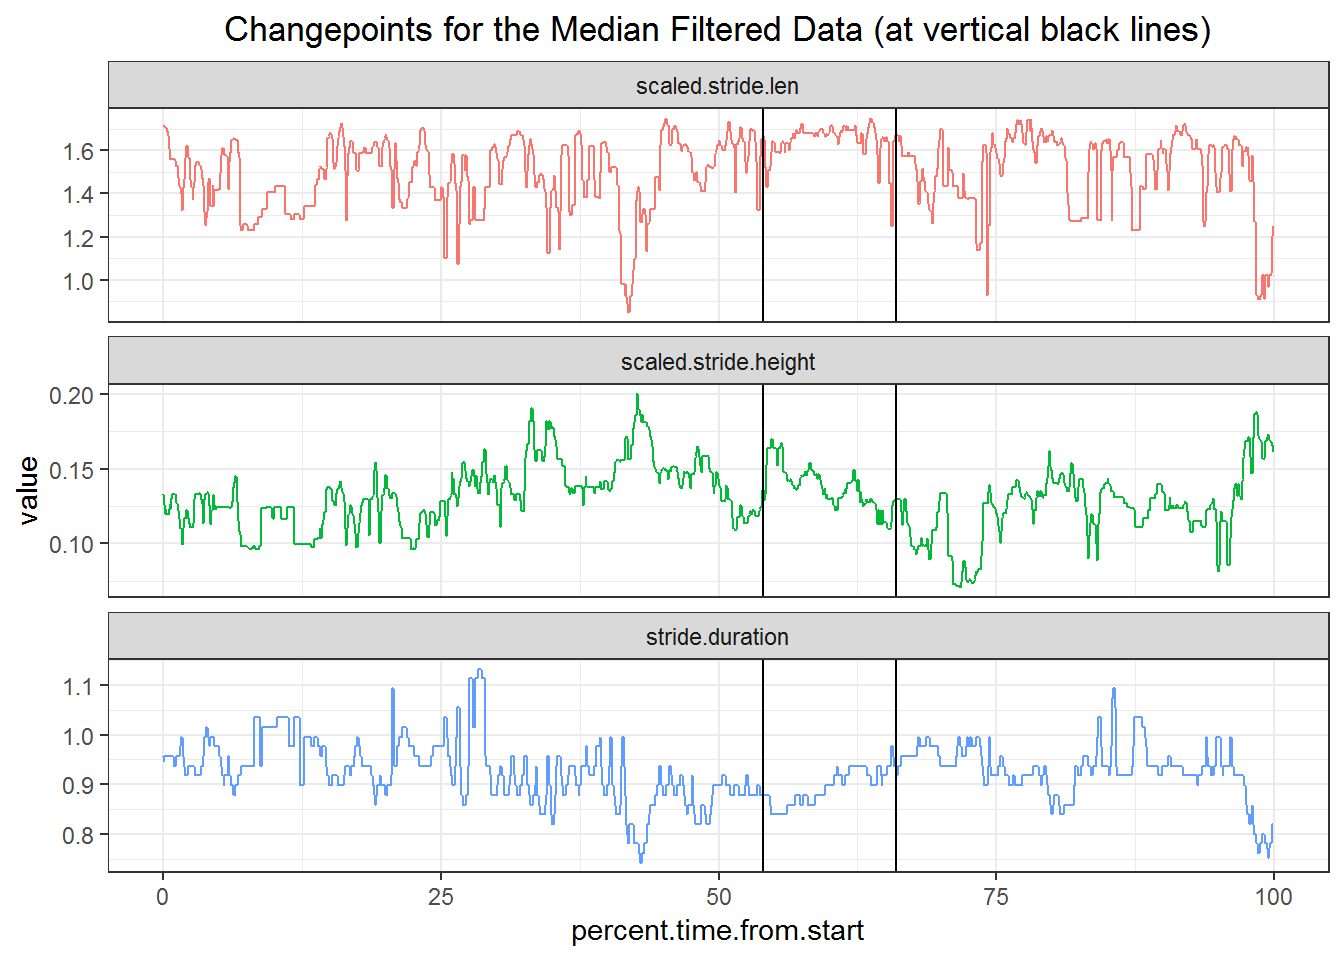 Changepoints for the Median Filtered Data (at vertical black lines)
scaled.stride.len
1.6
1.4
1.2
1.0
scaled.stride.height
0.20
0.15
0.10
value
stride.duration
1.1
1.0
0.9
0.8
0 25 50 75 100
percent.time.from.start